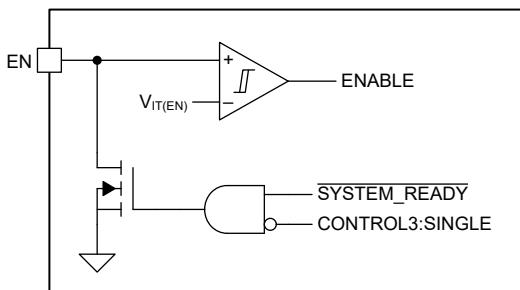 EN
+
ENABLE
V_IT(EN)
−
SYSTEM_READY
CONTROL3:SINGLE